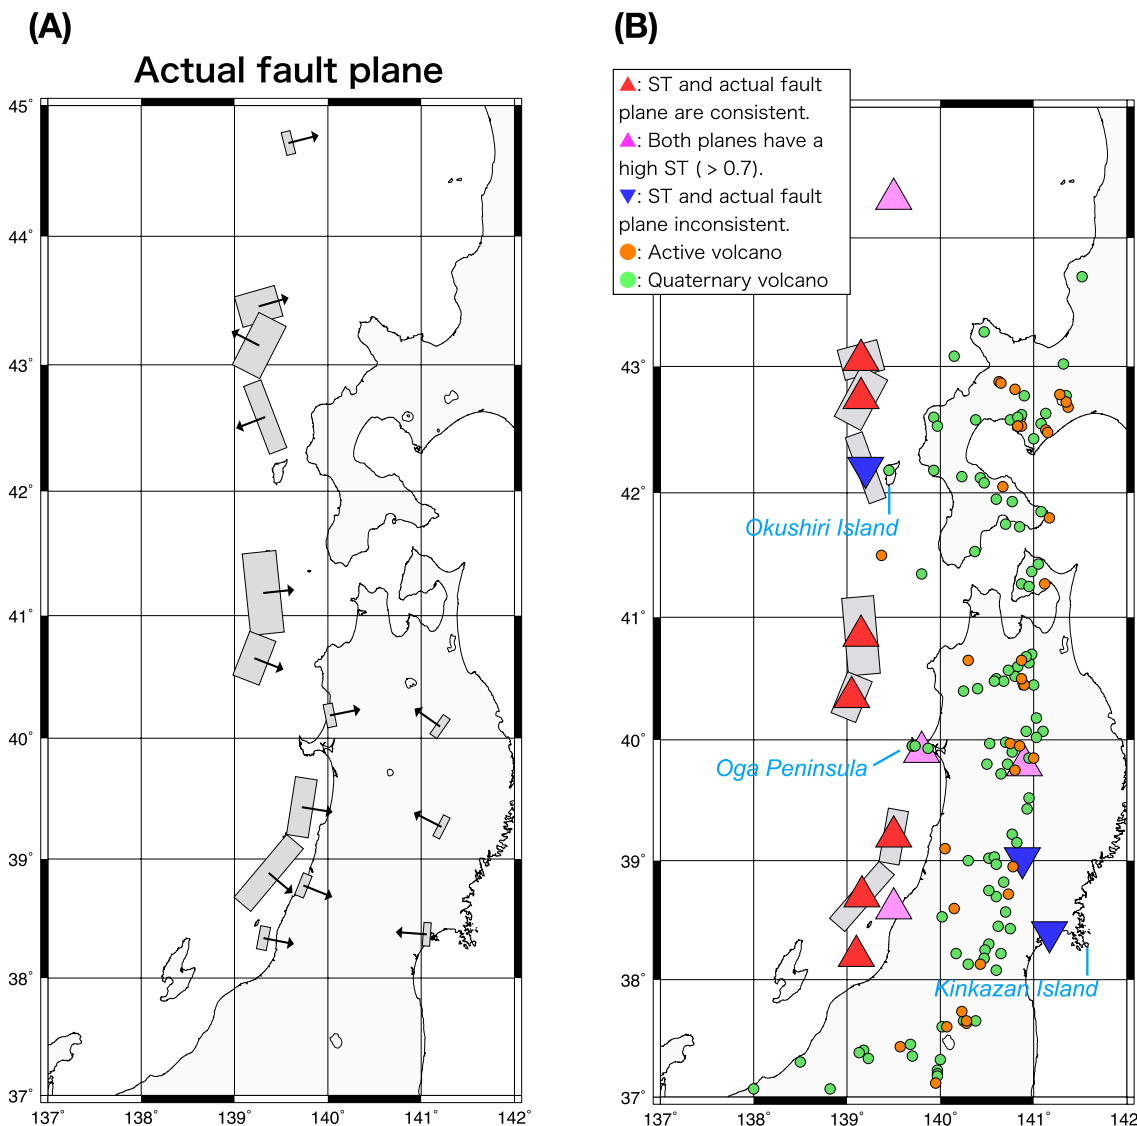 (A)
(B)
Actual fault plane
▲: ST and actual fault
plane are consistent.
▲: Both planes have a
high ST ( > 0.7).
▼: ST and actual fault
plane inconsistent.
●: Active volcano
●: Quaternary volcano
45°
44°
43°
42°
41°
40°
39°
38°
37°
137°
138°
139°
140°
141°
142°
43°
42°
41°
40°
39°
38°
37°
137°
138°
139°
140°
141°
142
Okushiri Island
Oga Peninsula
Kinkazan Island